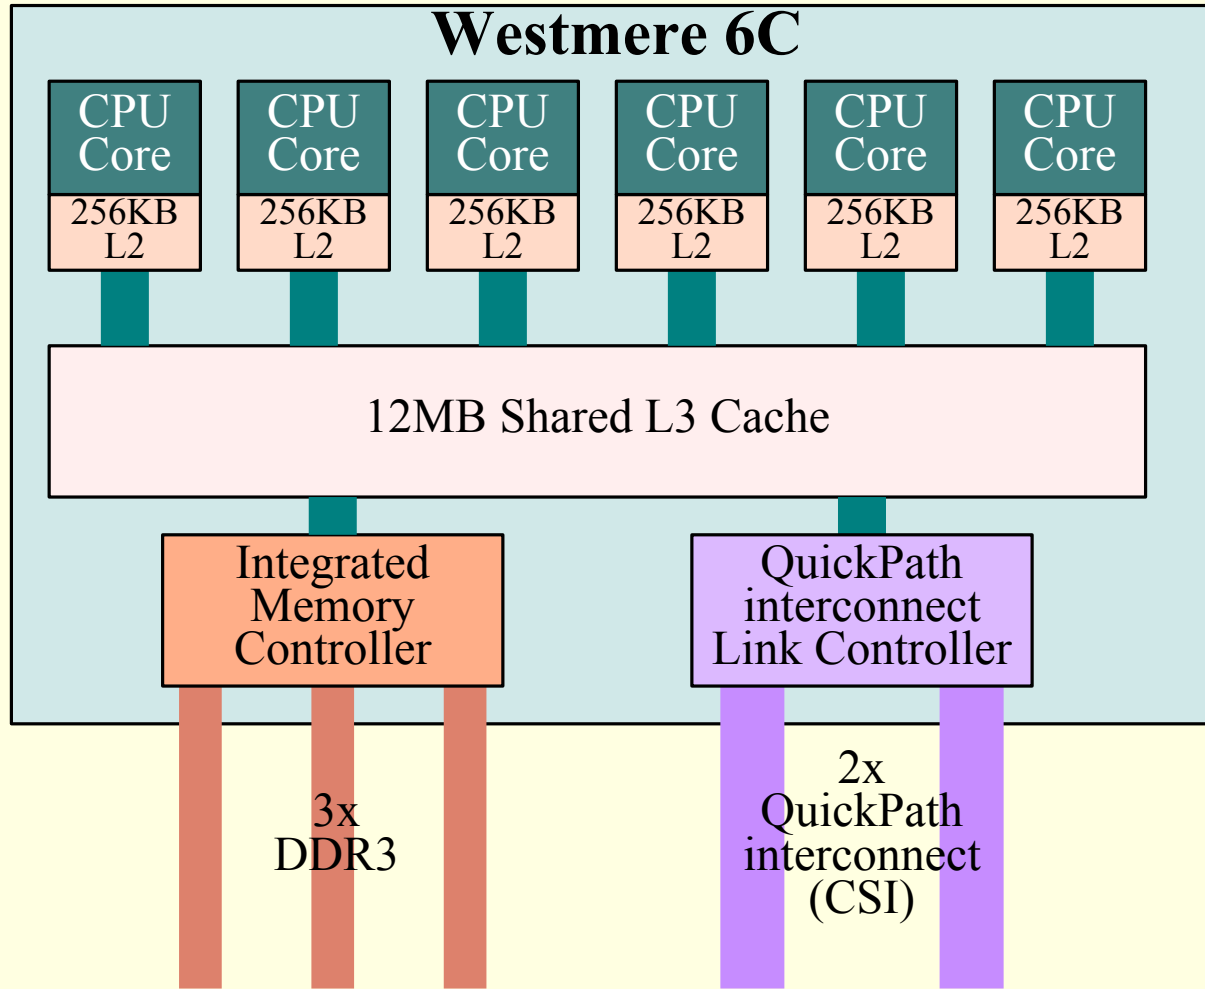 Westmere 6C
CPU
Core
256KB
L2
CPU
Core
256KB
L2
CPU
Core
256KB
L2
CPU
Core
256KB
L2
CPU
Core
256KB
L2
CPU
Core
256KB
L2
12MB Shared L3 Cache
Integrated
Memory
Controller
QuickPath
interconnect
Link Controller
3x
DDR3
2x
QuickPath
interconnect
(CSI)